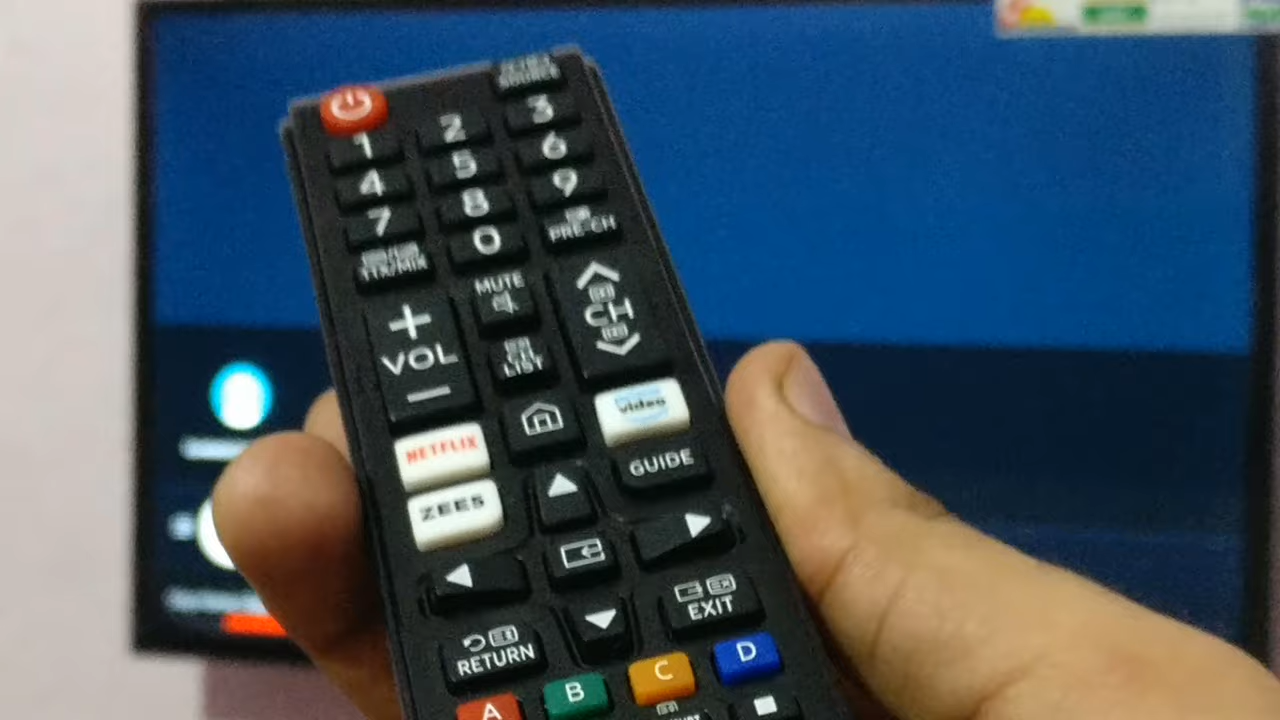 SOURCE
1
2
3
4
5
6
7
8
9
TTX/MIX
0
PRE-CH
+
VOL
—
MUTE
CH
LIST
CH
NETFLIX
video
ZEE5
GUIDE
RETURN
EXIT
A
B
C
D